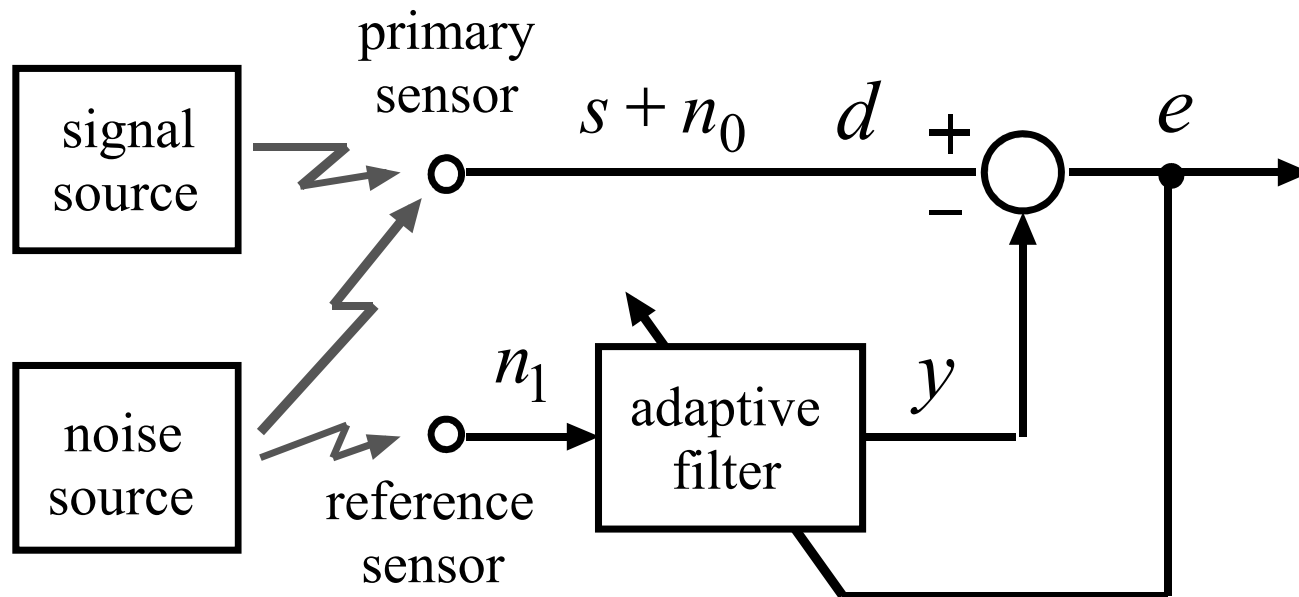 primary
sensor
signal
source
s + n₀
d
+
e
−
n₁
adaptive
filter
y
noise
source
reference
sensor